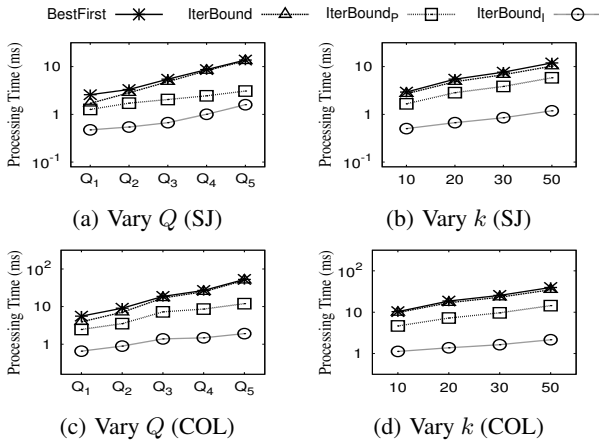 BestFirst IterBound IterBound_P IterBound_I
Processing Time (ms)
10
1
10^-1
Q_1 Q_2 Q_3 Q_4 Q_5
(a) Vary Q (SJ)
Processing Time (ms)
10
1
10^-1
10 20 30 50
(b) Vary k (SJ)
Processing Time (ms)
10^2
10
1
Q_1 Q_2 Q_3 Q_4 Q_5
(c) Vary Q (COL)
Processing Time (ms)
10^2
10
1
10 20 30 50
(d) Vary k (COL)